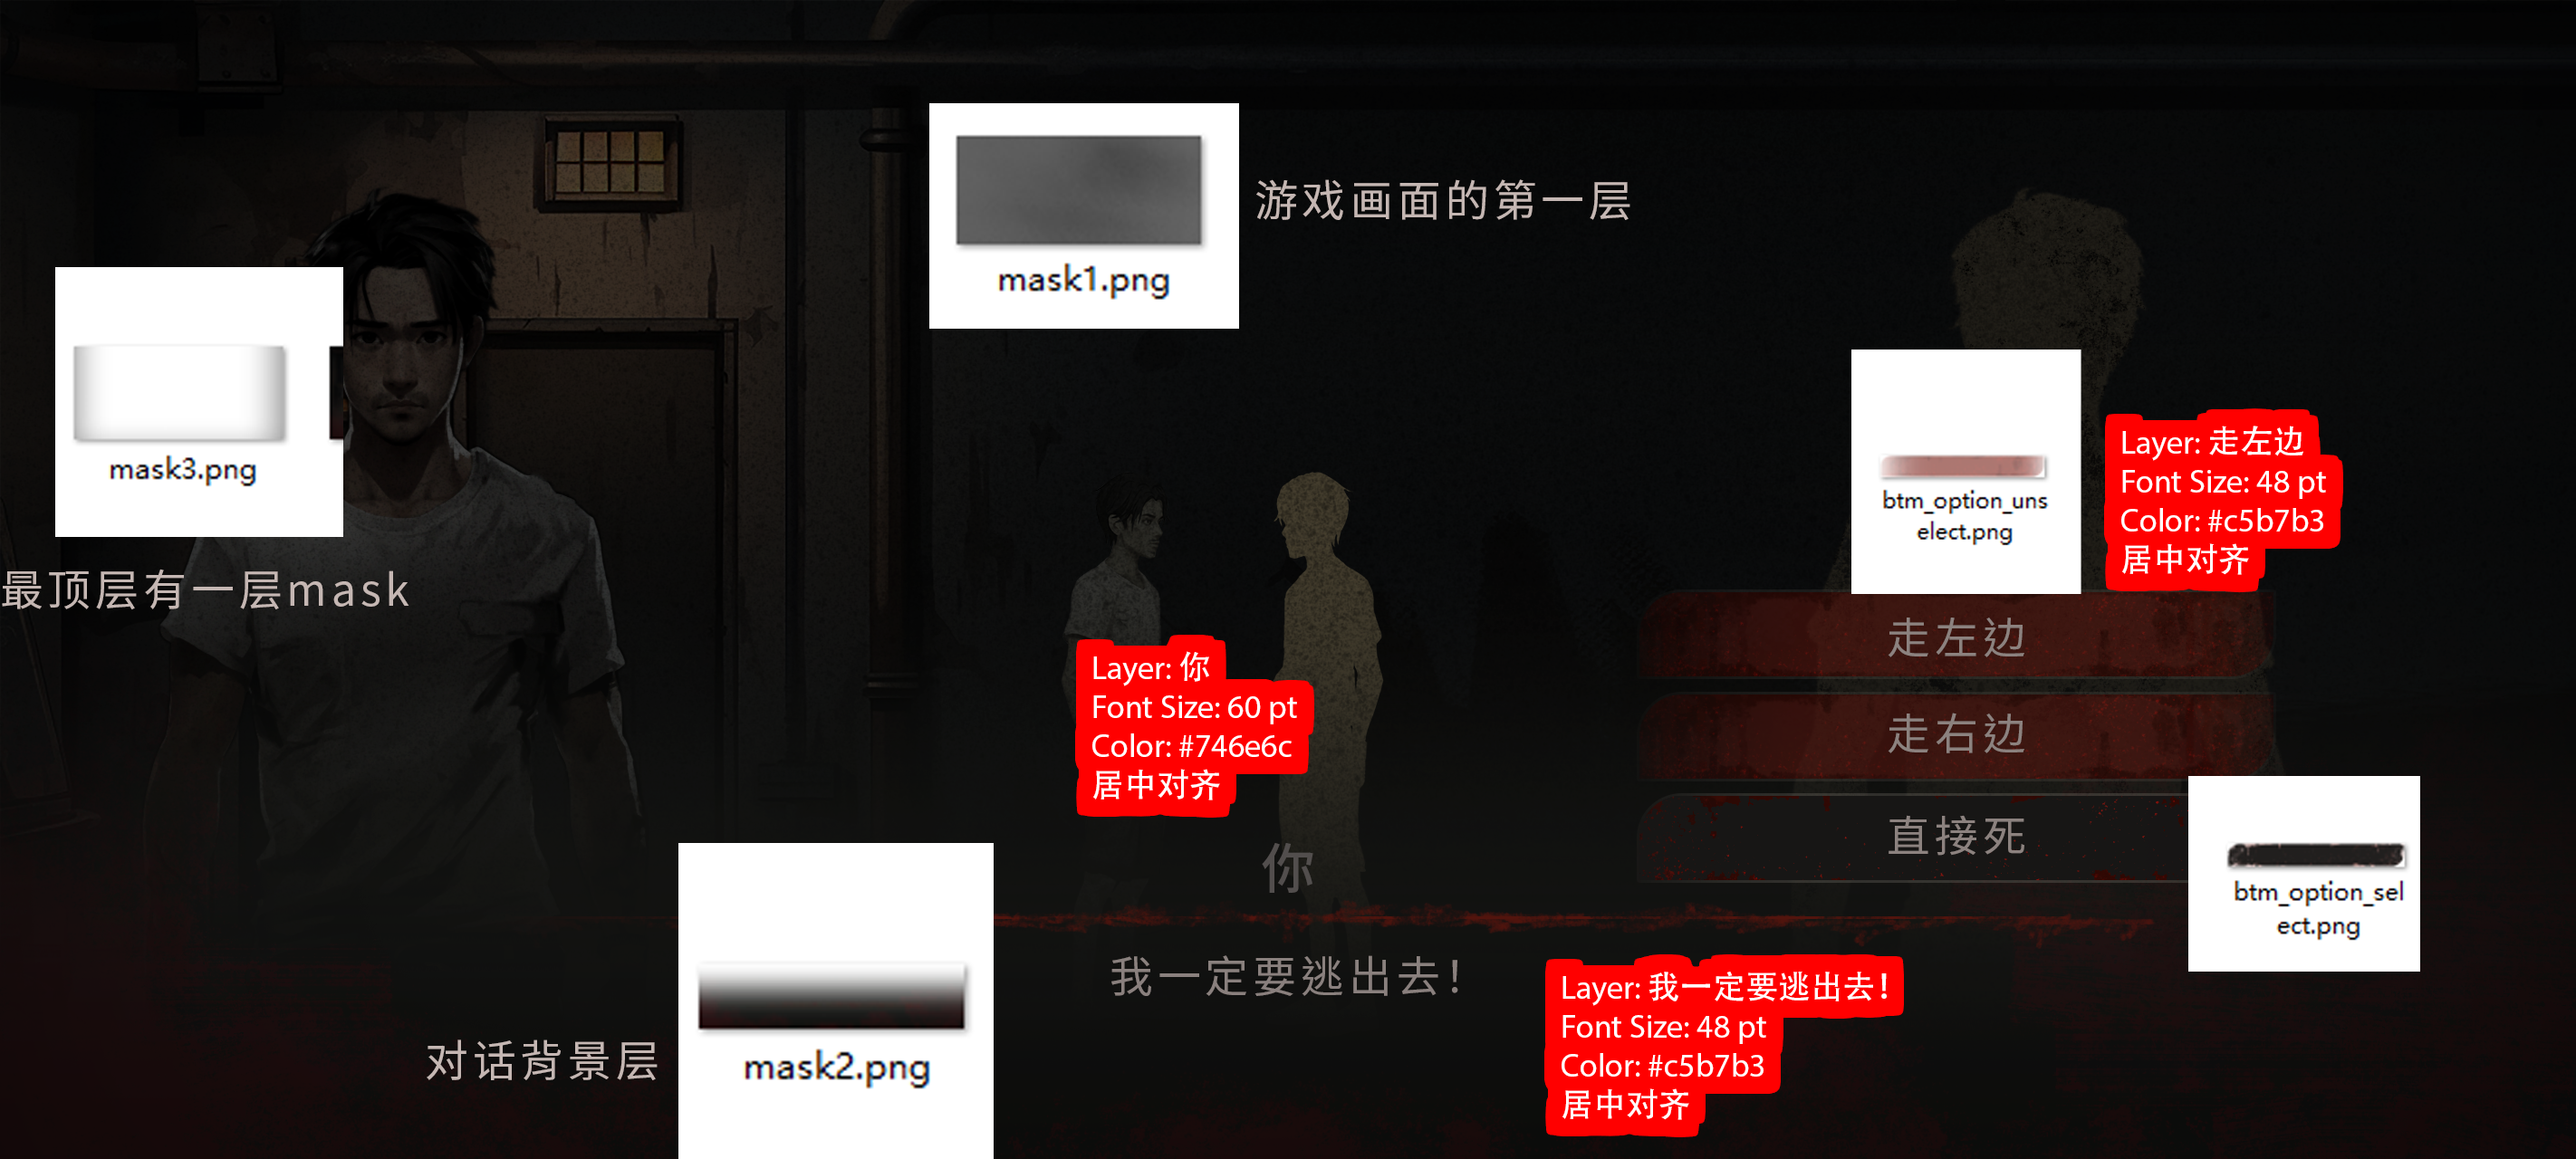 游戏画面的第一层
mask1.png
mask3.png
最顶层有一层mask
btm_option_uns
elect.png
Layer: 走左边
Font Size: 48 pt
Color: #c5b7b3
居中对齐
走左边
走右边
直接死
btm_option_sel
ect.png
Layer: 你
Font Size: 60 pt
Color: #746e6c
居中对齐
你
我一定要逃出去！
Layer: 我一定要逃出去！
Font Size: 48 pt
Color: #c5b7b3
居中对齐
对话背景层
mask2.png